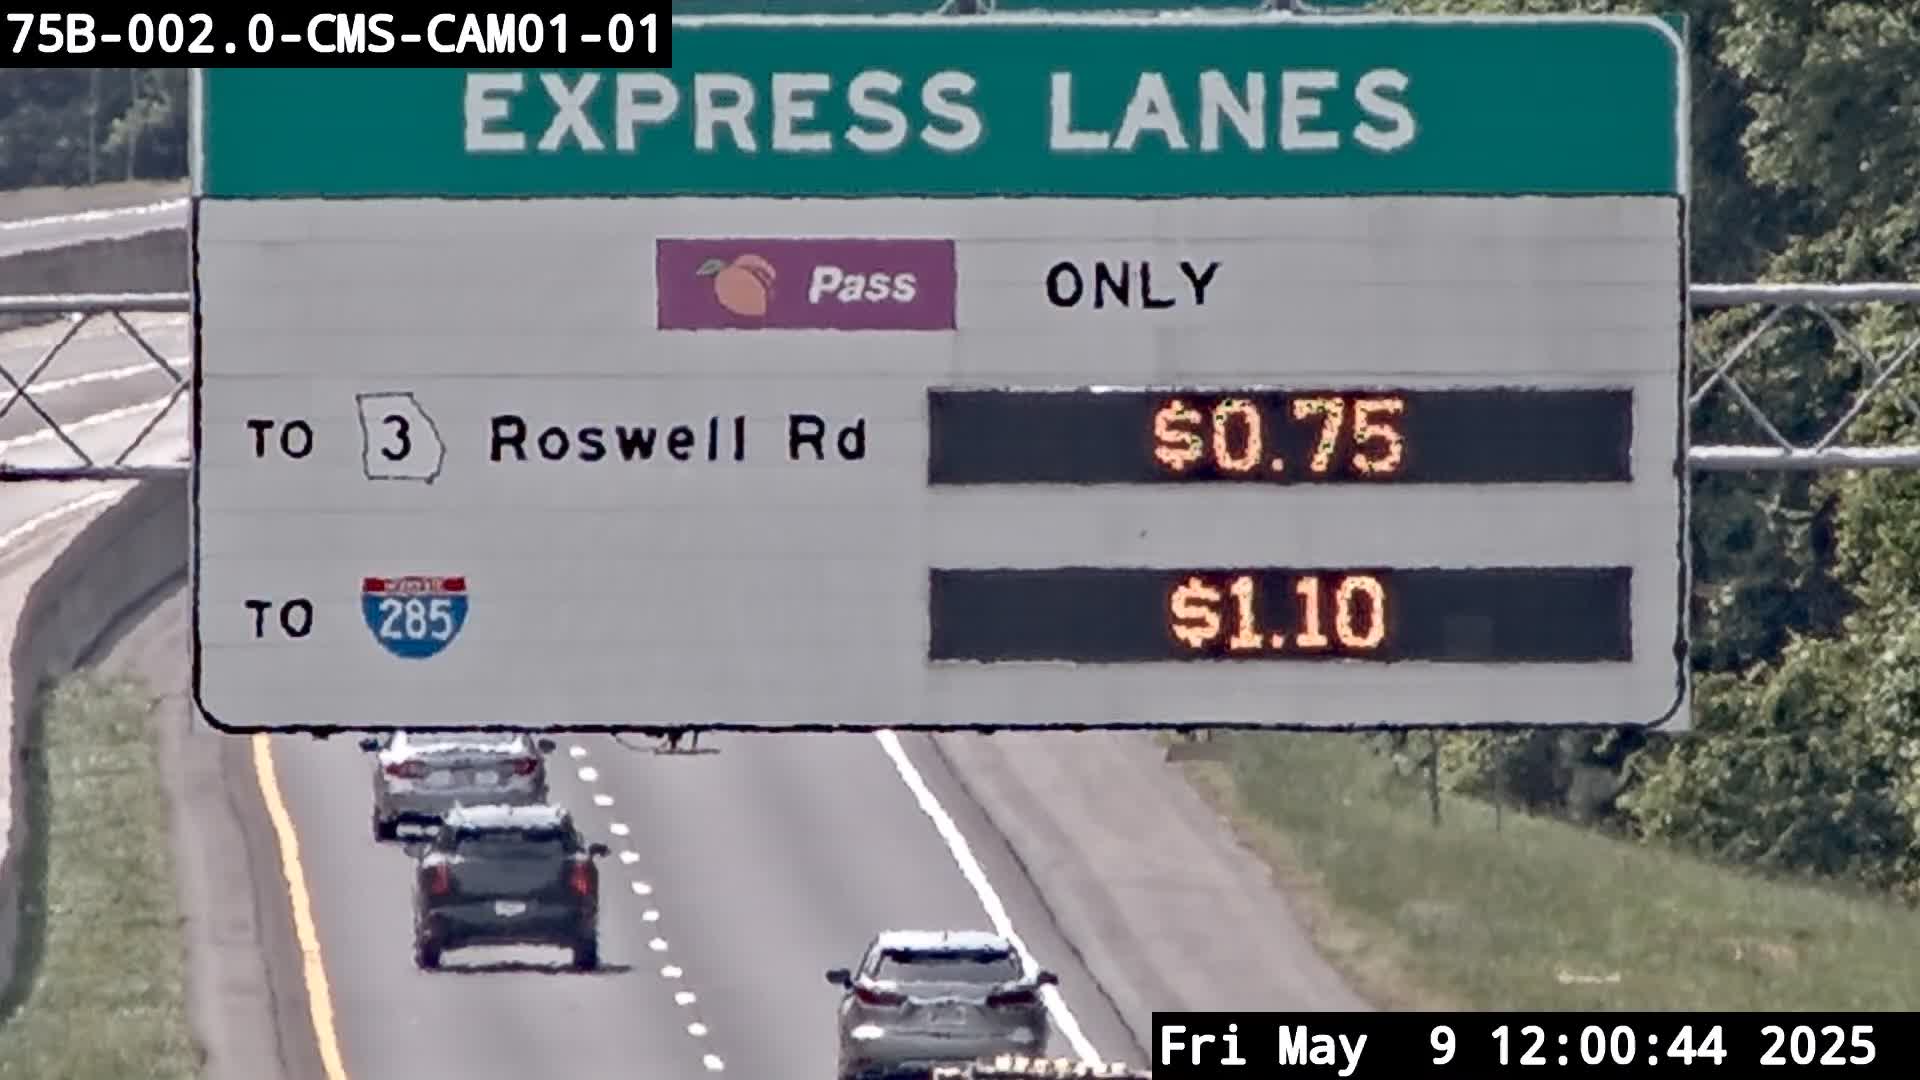 75B-002.0-CMS-CAM01-01
EXPRESS LANES
Pass ONLY
TO 3 Roswell Rd $0.75
TO 285 $1.10
Fri May 9 12:00:44 2025